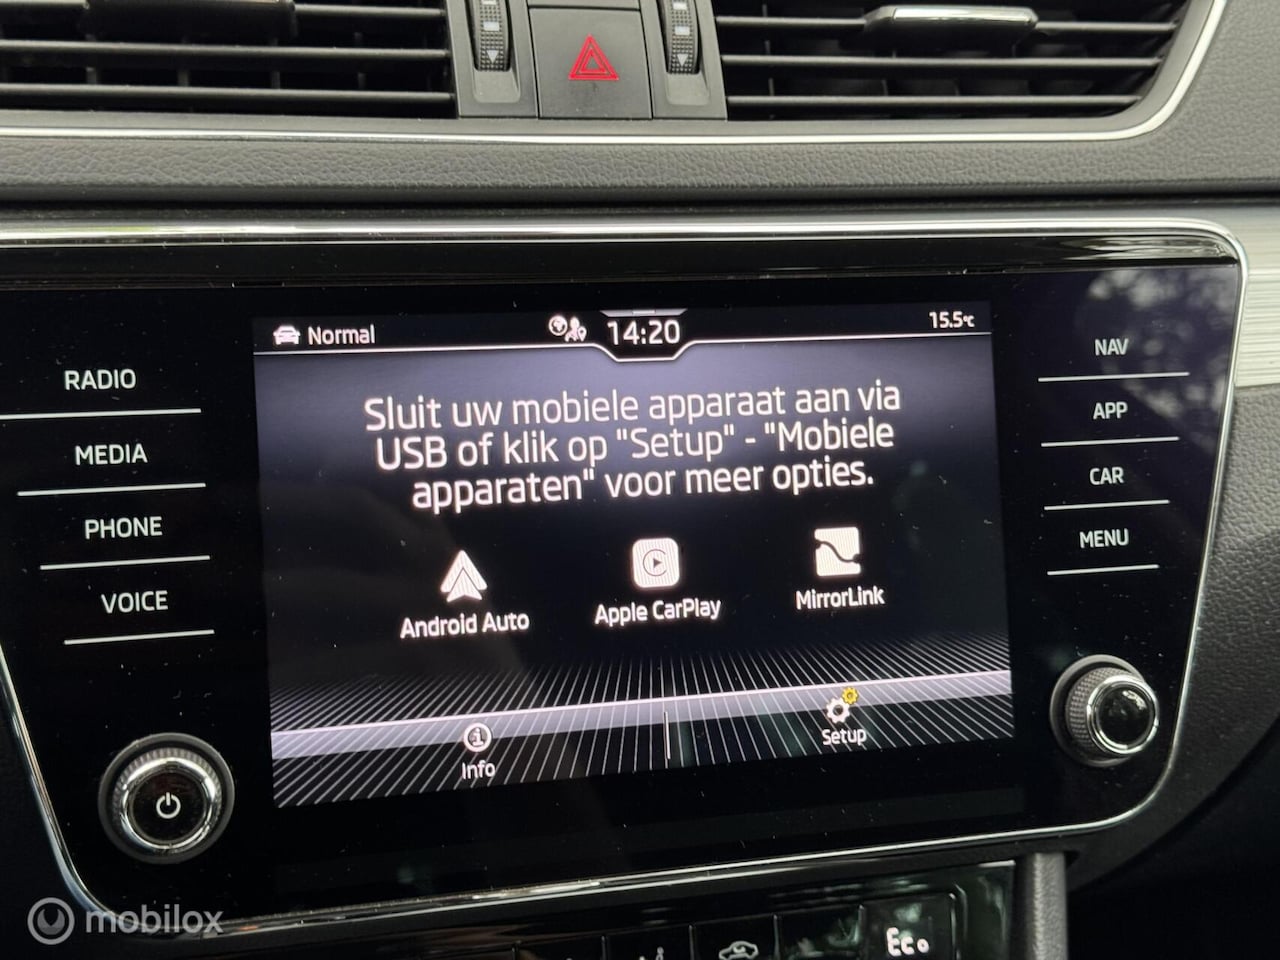 Normal
14:20
15.5°C
RADIO
MEDIA
PHONE
VOICE
NAV
APP
CAR
MENU
Sluit uw mobiele apparaat aan via
USB of klik op "Setup" - "Mobiele
apparaten" voor meer opties.
Android Auto
Apple CarPlay
MirrorLink
Info
Setup
Eco
mobilox